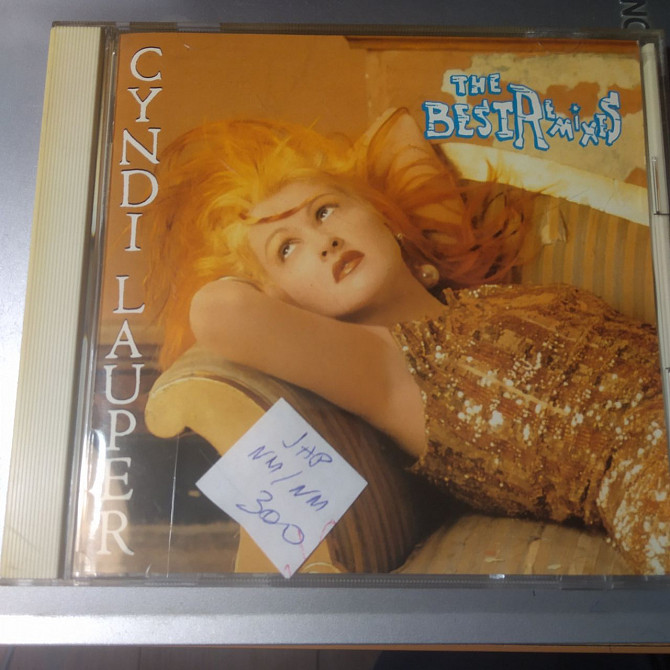 CYNDI LAUPER
THE
BEST REMIXES
JAP
NM/NM
300